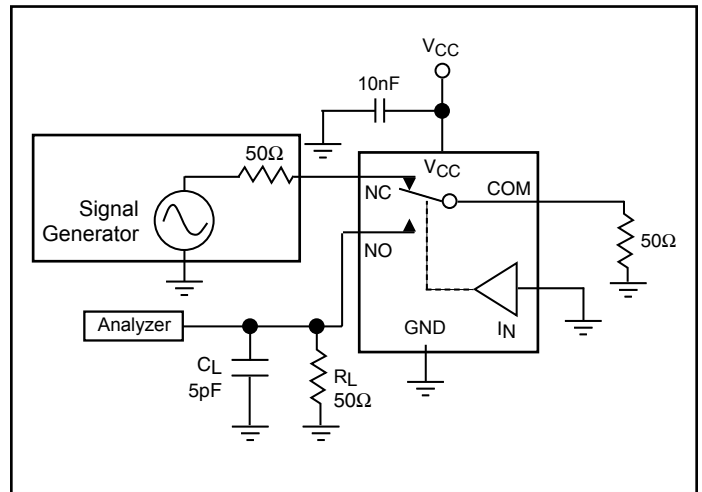 VCC
10nF
50Ω
VCC
Signal
Generator
NC
COM
NO
50Ω
Analyzer
GND
IN
CL
5pF
RL
50Ω